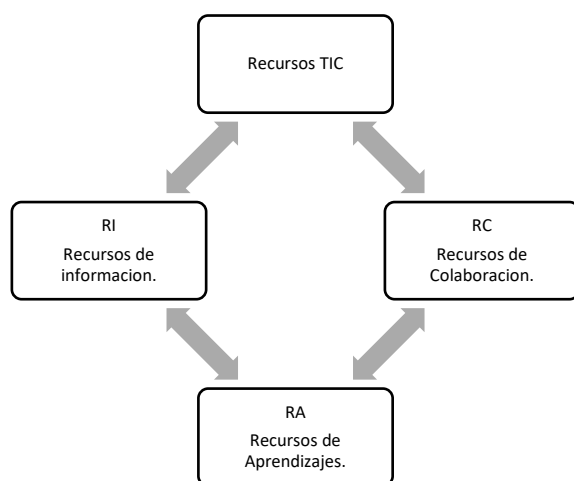 Recursos TIC
RI
Recursos de
informacion.
RC
Recursos de
Colaboracion.
RA
Recursos de
Aprendizajes.